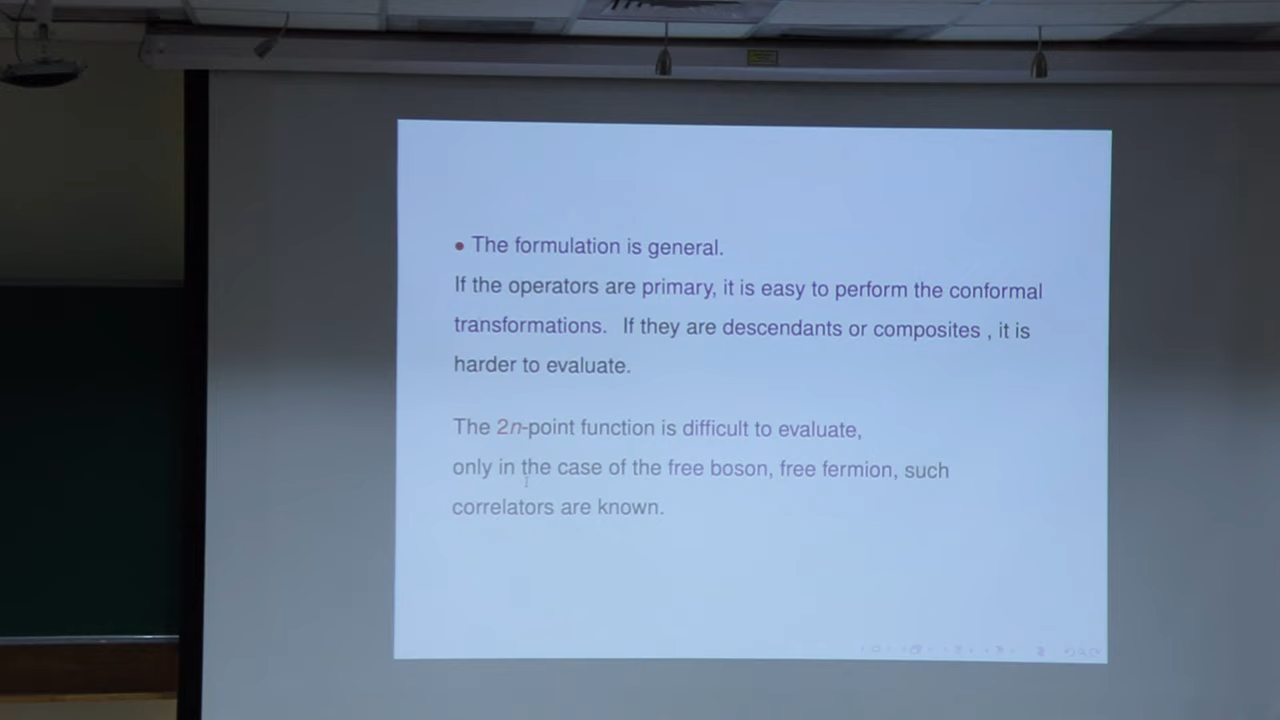 • The formulation is general.
If the operators are primary, it is easy to perform the conformal
transformations. If they are descendants or composites , it is
harder to evaluate.
The 2n-point function is difficult to evaluate,
only in the case of the free boson, free fermion, such
correlators are known.